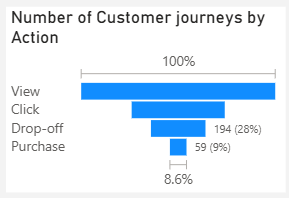 Number of Customer journeys by
Action
100%
View
Click
Drop-off 194 (28%)
Purchase 59 (9%)
8.6%